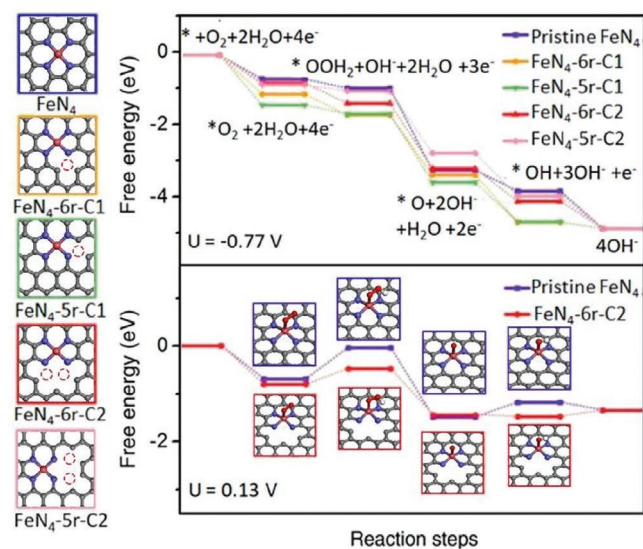 FeN4
FeN4-6r-C1
FeN4-5r-C1
FeN4-6r-C2
FeN4-5r-C2
Free energy (eV)
0
-2
-4
-6
* +O2+2H2O+4e-
* OOH2+OH-+2H2O +3e-
*O2 +2H2O+4e-
* O+2OH-
+H2O +2e-
* OH+3OH- +e-
4OH-
U = -0.77 V
Pristine FeN4
FeN4-6r-C1
FeN4-5r-C1
FeN4-6r-C2
FeN4-5r-C2
Free energy (eV)
0
-2
Pristine FeN4
FeN4-6r-C2
U = 0.13 V
Reaction steps